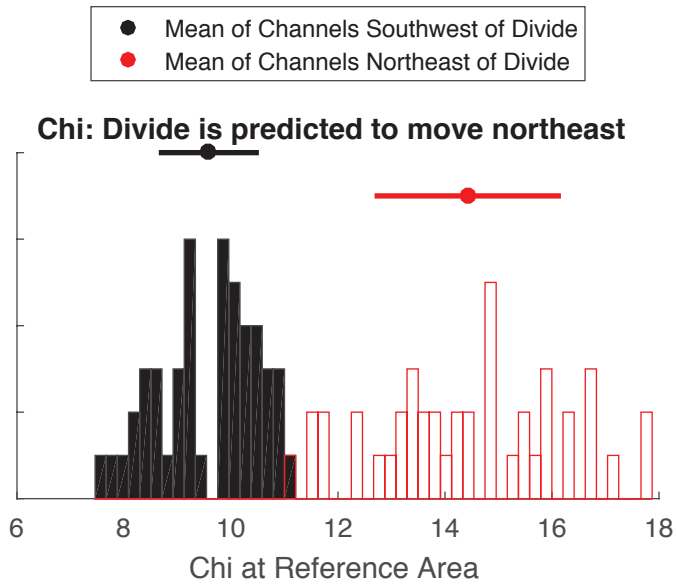 Mean of Channels Southwest of Divide
Mean of Channels Northeast of Divide
Chi: Divide is predicted to move northeast
6 8 10 12 14 16 18
Chi at Reference Area